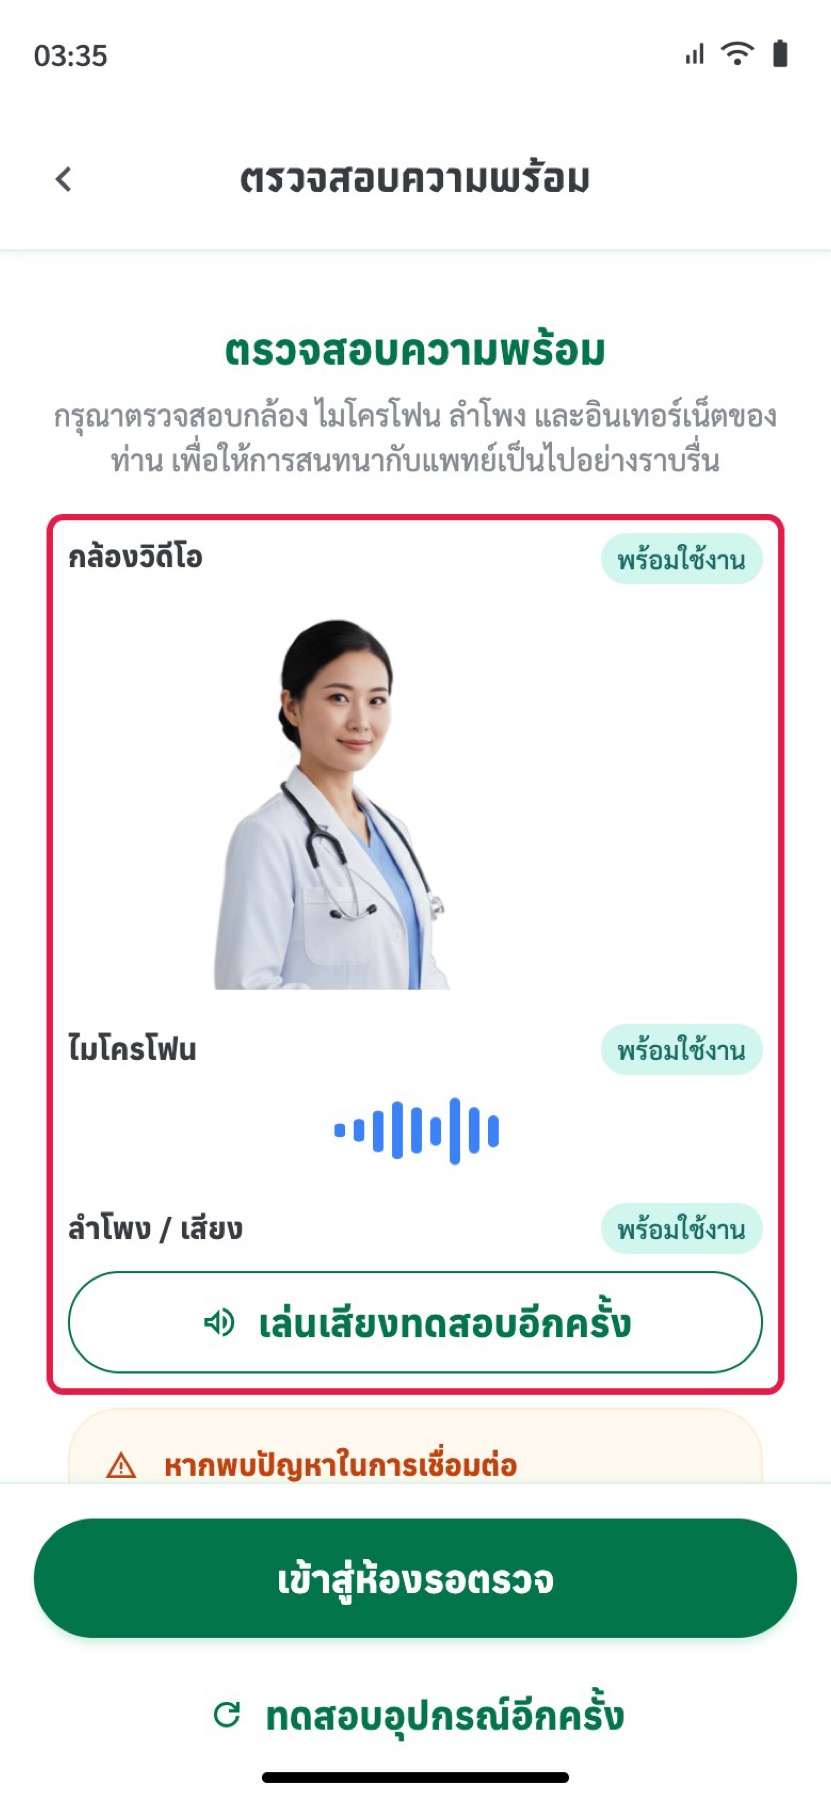 03:35
ตรวจสอบความพร้อม
ตรวจสอบความพร้อม
กรุณาตรวจสอบกล้อง ไมโครโฟน ลำโพง และอินเทอร์เน็ตของ
ท่าน เพื่อให้การสนทนากับแพทย์เป็นไปอย่างราบรื่น
กล้องวิดีโอ
พร้อมใช้งาน
ไมโครโฟน
พร้อมใช้งาน
ลำโพง / เสียง
พร้อมใช้งาน
เล่นเสียงทดสอบอีกครั้ง
หากพบปัญหาในการเชื่อมต่อ
เข้าสู่ห้องรอตรวจ
ทดสอบอุปกรณ์อีกครั้ง